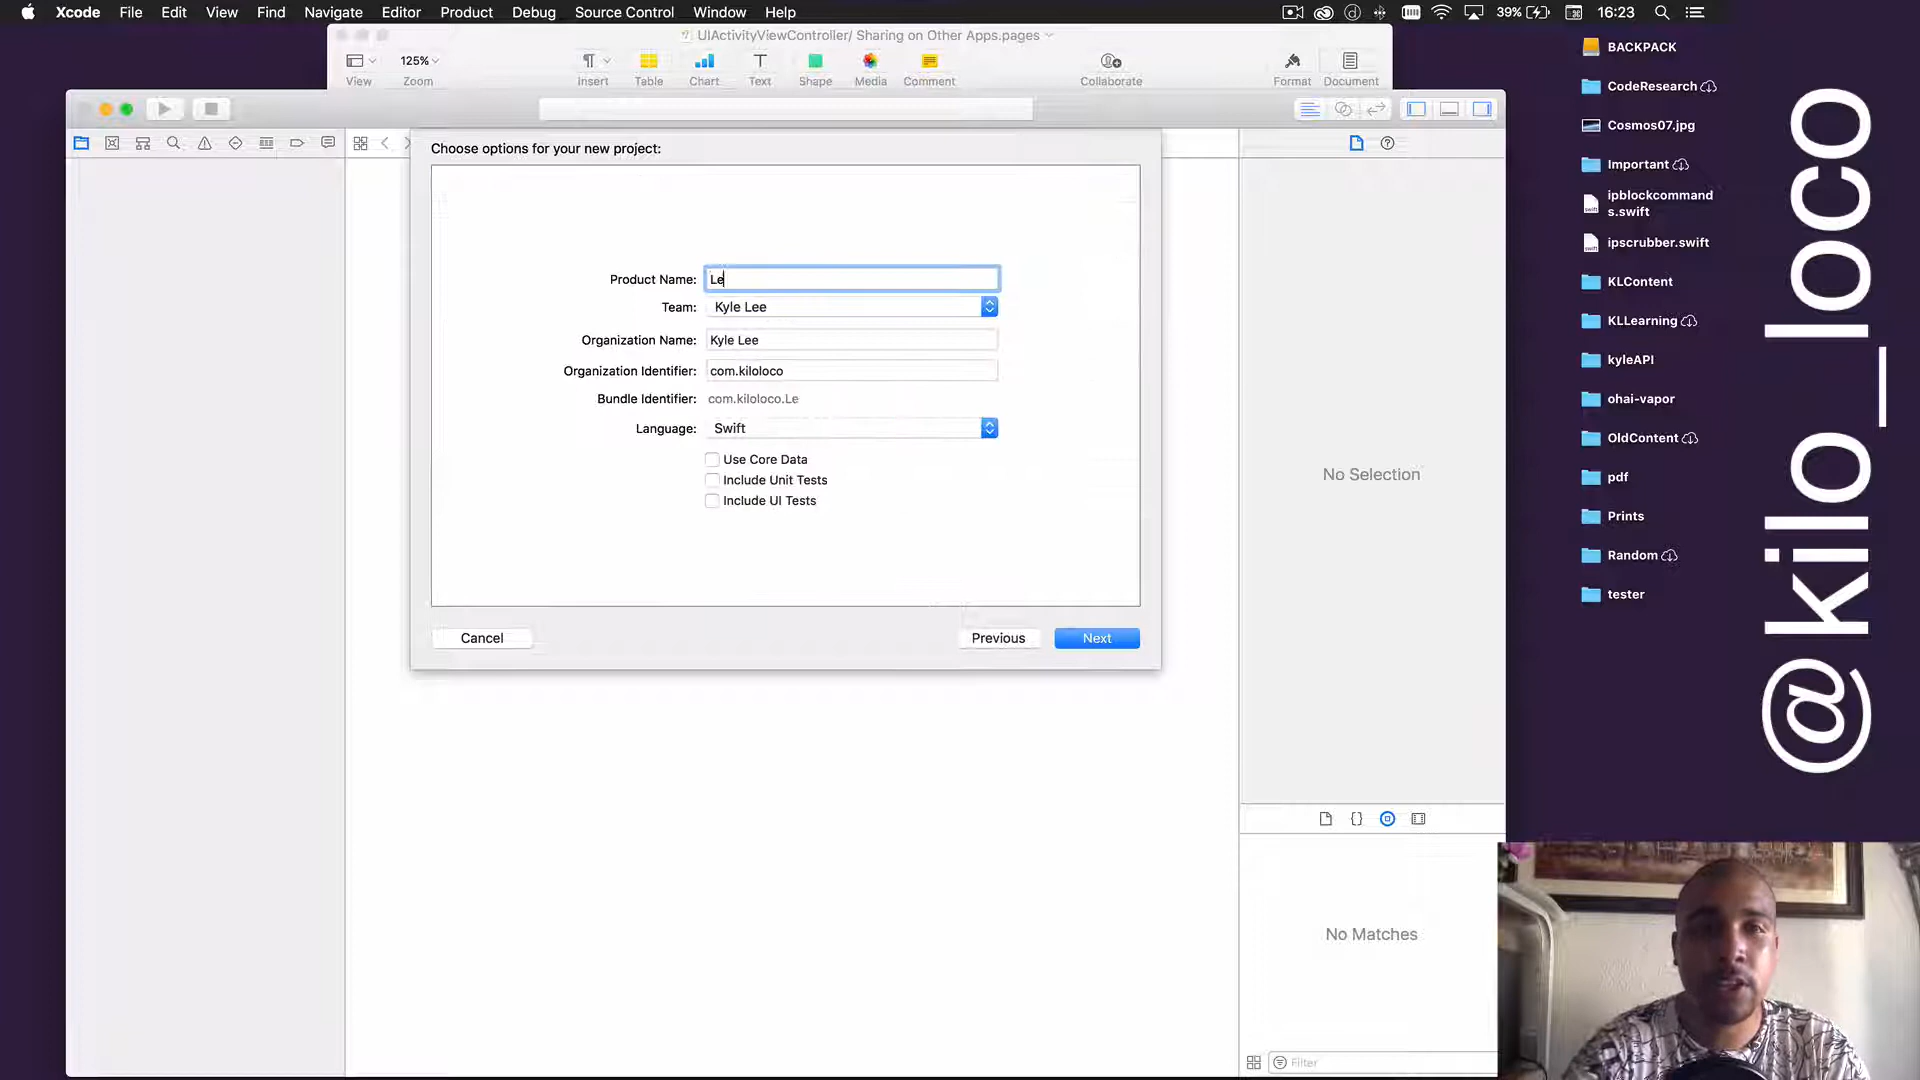 Xcode File Edit View Find Navigate Editor Product Debug Source Control Window Help
39% 16:23
UIActivityViewController/ Sharing on Other Apps.pages
125%
View Zoom Insert Table Chart Text Shape Media Comment Collaborate Format Document
Choose options for your new project:
Product Name: Le
Team: Kyle Lee
Organization Name: Kyle Lee
Organization Identifier: com.kiloloco
Bundle Identifier: com.kiloloco.Le
Language: Swift
Use Core Data
Include Unit Tests
Include UI Tests
Cancel Previous Next
No Selection
No Matches
Filter
BACKPACK
CodeResearch
Cosmos07.jpg
Important
ipblockcommand
s.swift
ipscrubber.swift
KLContent
KLLearning
kyleAPI
ohai-vapor
OldContent
pdf
Prints
Random
tester
@kilo_loco